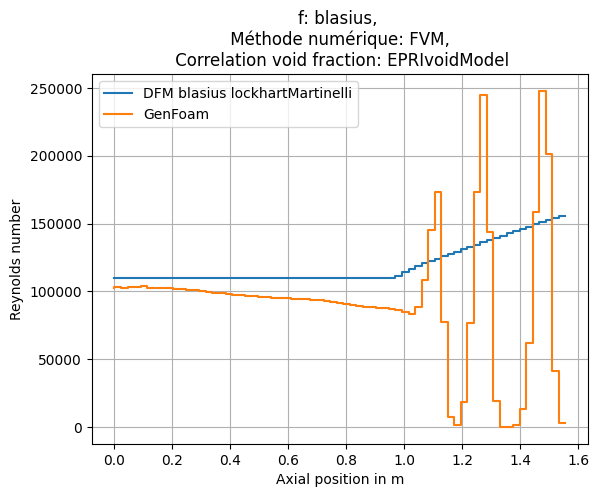 f: blasius,
Méthode numérique: FVM,
Correlation void fraction: EPRIvoidModel
DFM blasius lockhartMartinelli
GenFoam
Reynolds number
250000
200000
150000
100000
50000
0
0.0 0.2 0.4 0.6 0.8 1.0 1.2 1.4 1.6
Axial position in m